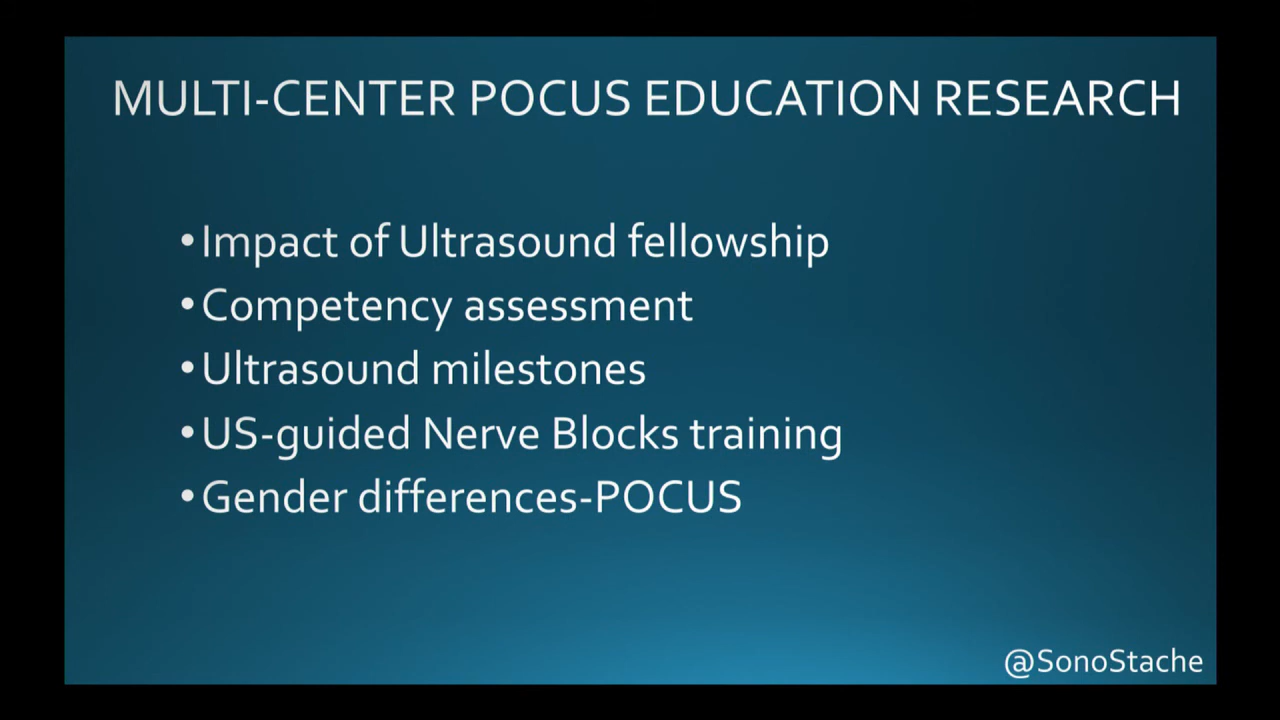 MULTI-CENTER POCUS EDUCATION RESEARCH
•Impact of Ultrasound fellowship
•Competency assessment
•Ultrasound milestones
•US-guided Nerve Blocks training
•Gender differences-POCUS
@SonoStache